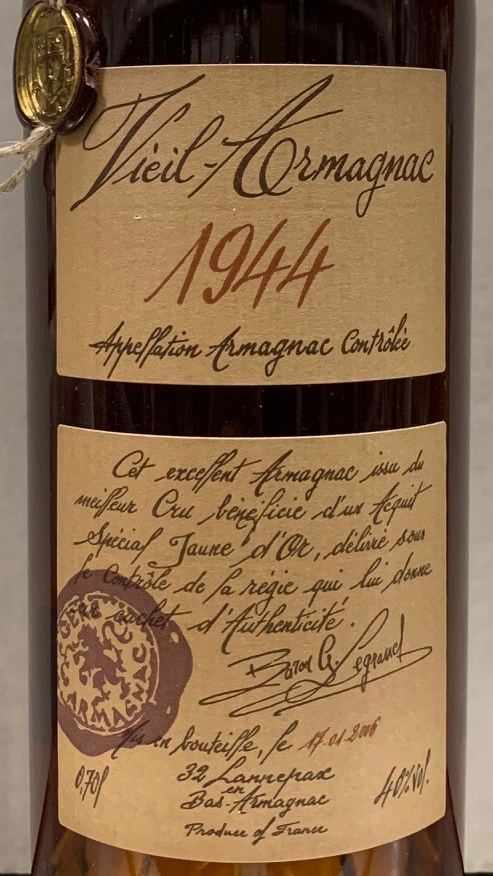 Vieil-Armagnac
1944
Appellation Armagnac Contrôlée
Cet excellent Armagnac issu du
meilleur Cru bénéficie d'un Acquit
Spécial Jaune d'Or, délivré sous
le Contrôle de la régie qui lui donne
cachet d'Authenticité.
Baron G. Legrand
Mis en bouteille, le 17.01.2006
0,70l
32 Lannepax
en
Bas-Armagnac
40%Vol.
Produce of France
ARMAGNAC